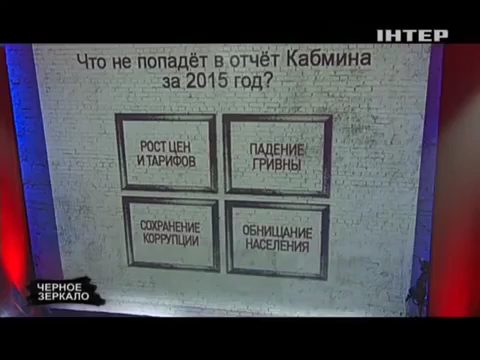 ІНТЕР
Что не попадёт в отчёт Кабмина
за 2015 год?
РОСТ ЦЕН
И ТАРИФОВ
ПАДЕНИЕ
ГРИВНЫ
СОХРАНЕНИЕ
КОРРУПЦИИ
ОБНИЩАНИЕ
НАСЕЛЕНИЯ
ЧЕРНОЕ
ЗЕРКАЛО